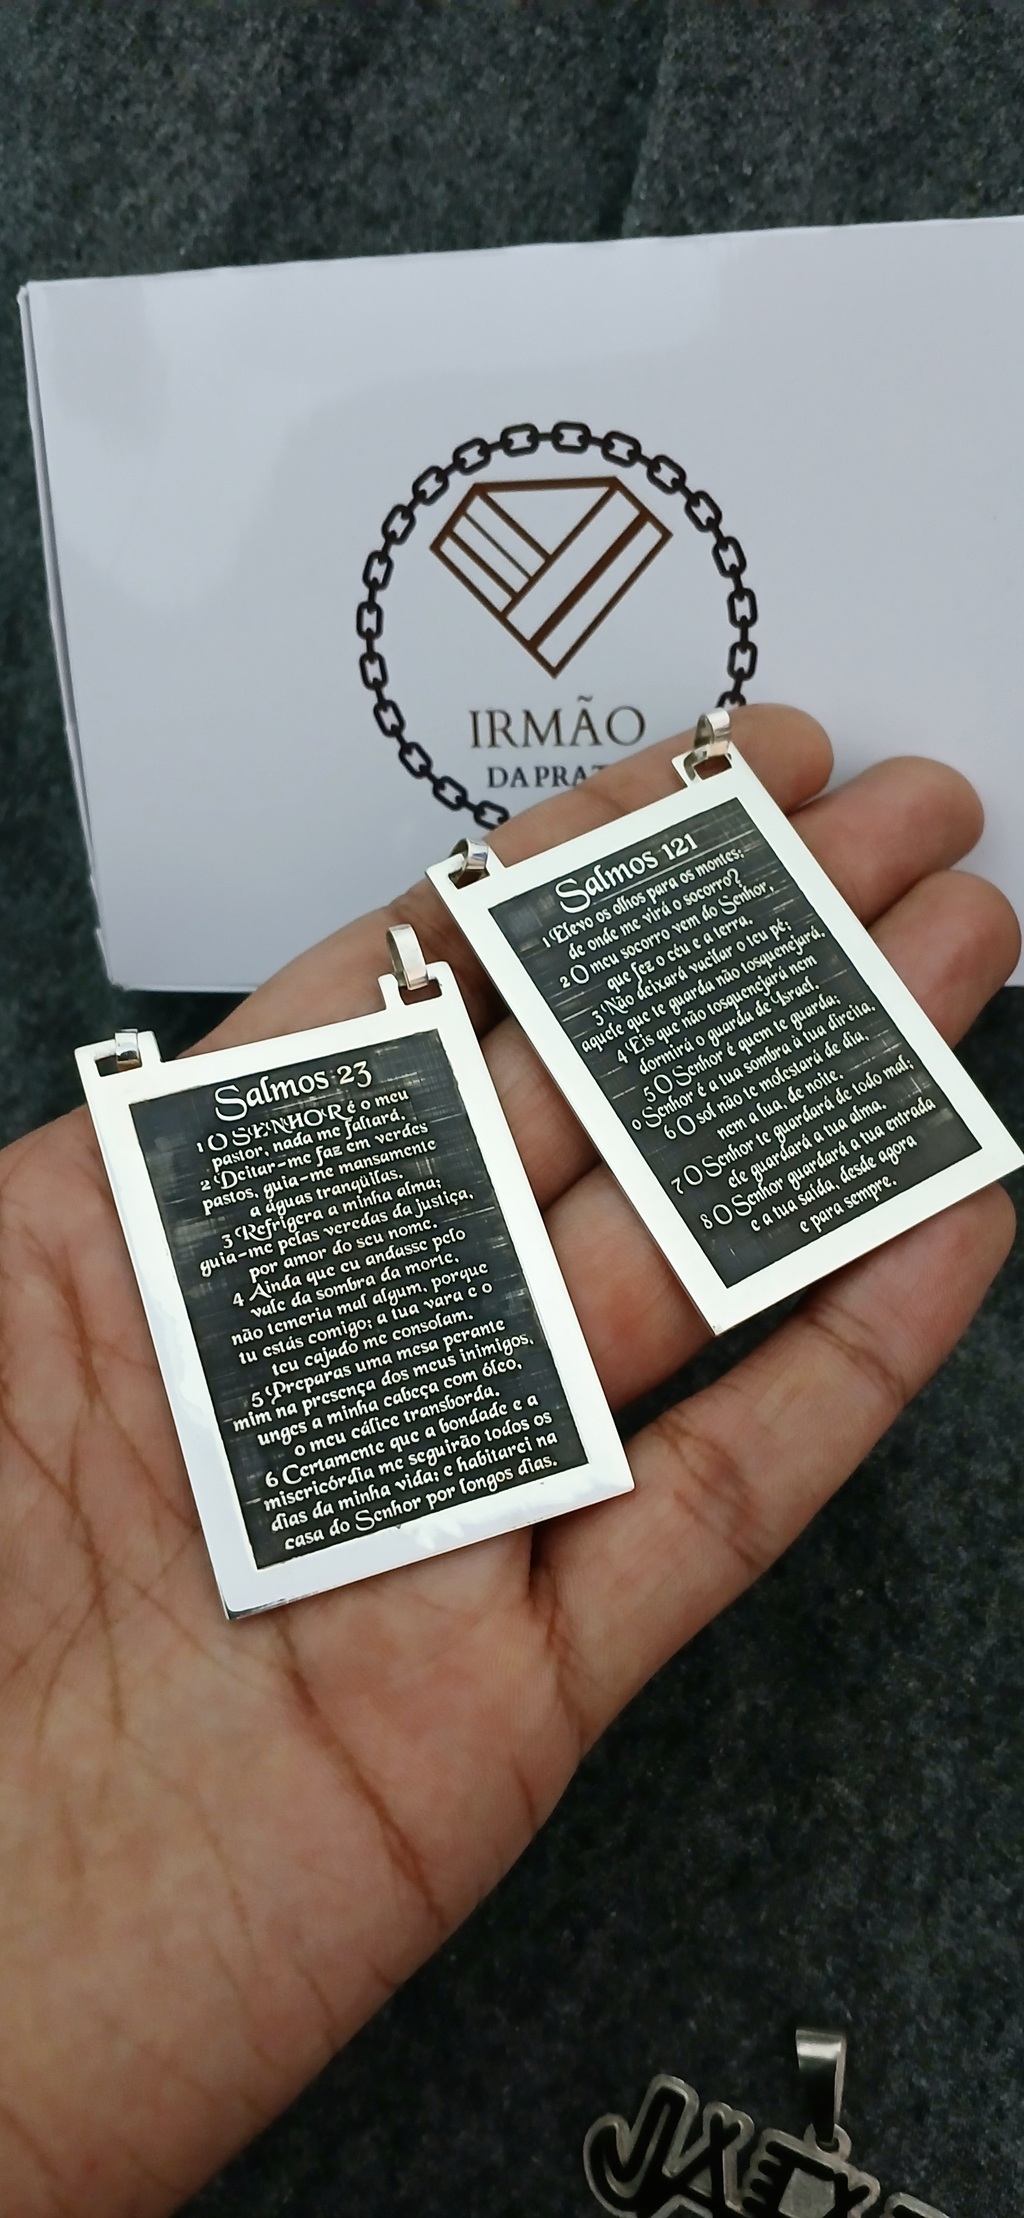 IRMÃO
DA
Salmos 121
1 Elevo os olhos para os montes;
de onde me virá o socorro?
2 O meu socorro vem do Senhor,
que fez o céu e a terra.
3 Não deixará vacilar o teu pé;
aquele que te guarda não tosquenejará.
4 Eis que não tosquenejará nem
dormirá o guarda de Israel.
5 O Senhor é quem te guarda;
o Senhor é a tua sombra à tua direita.
6 O sol não te molestará de dia,
nem a lua, de noite.
7 O Senhor te guardará de todo mal;
ele guardará a tua alma.
8 O Senhor guardará a tua entrada
e a tua saída, desde agora
e para sempre.
Salmos 23
1 O SENHOR é o meu
pastor, nada me faltará.
2 Deitar-me faz em verdes
pastos, guia-me mansamente
a águas tranqüilas.
3 Refrigera a minha alma;
guia-me pelas veredas da justiça,
por amor do seu nome.
4 Ainda que eu andasse pelo
vale da sombra da morte,
não temeria mal algum, porque
tu estás comigo; a tua vara e o
teu cajado me consolam.
5 Preparas uma mesa perante
mim na presença dos meus inimigos,
unges a minha cabeça com óleo,
o meu cálice transborda.
6 Certamente que a bondade e a
misericórdia me seguirão todos os
dias da minha vida; e habitarei na
casa do Senhor por longos dias.